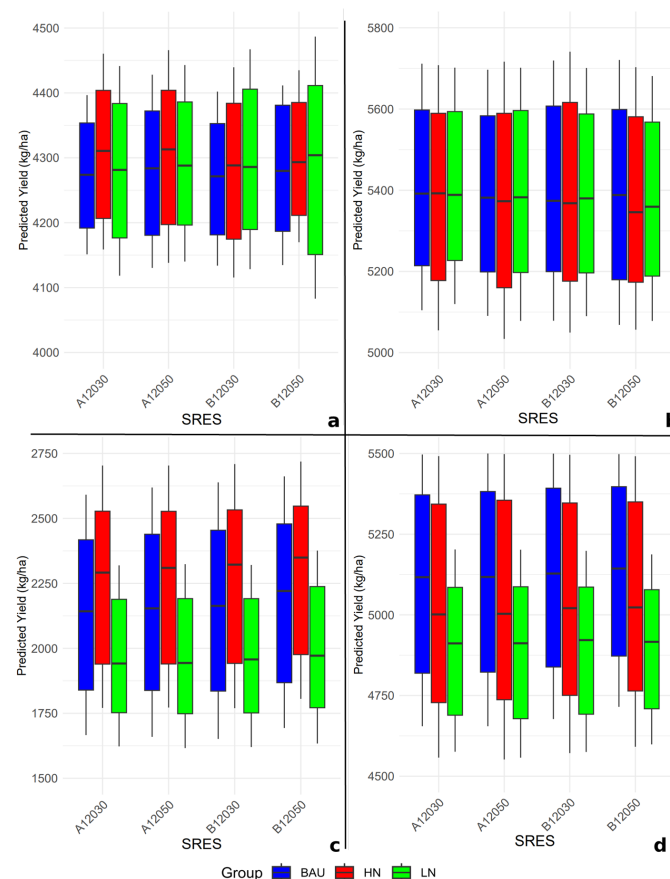 4500
4400
4300
4200
4100
4000
Predicted Yield (kg/ha)
A12030
A12050
B12030
B12050
SRES
a
5800
5600
5400
5200
5000
Predicted Yield (kg/ha)
A12030
A12050
B12030
B12050
SRES
2750
2500
2250
2000
1750
1500
Predicted Yield (kg/ha)
A12030
A12050
B12030
B12050
SRES
c
5500
5250
5000
4750
4500
Predicted Yield (kg/ha)
A12030
A12050
B12030
B12050
SRES
d
Group BAU HN LN